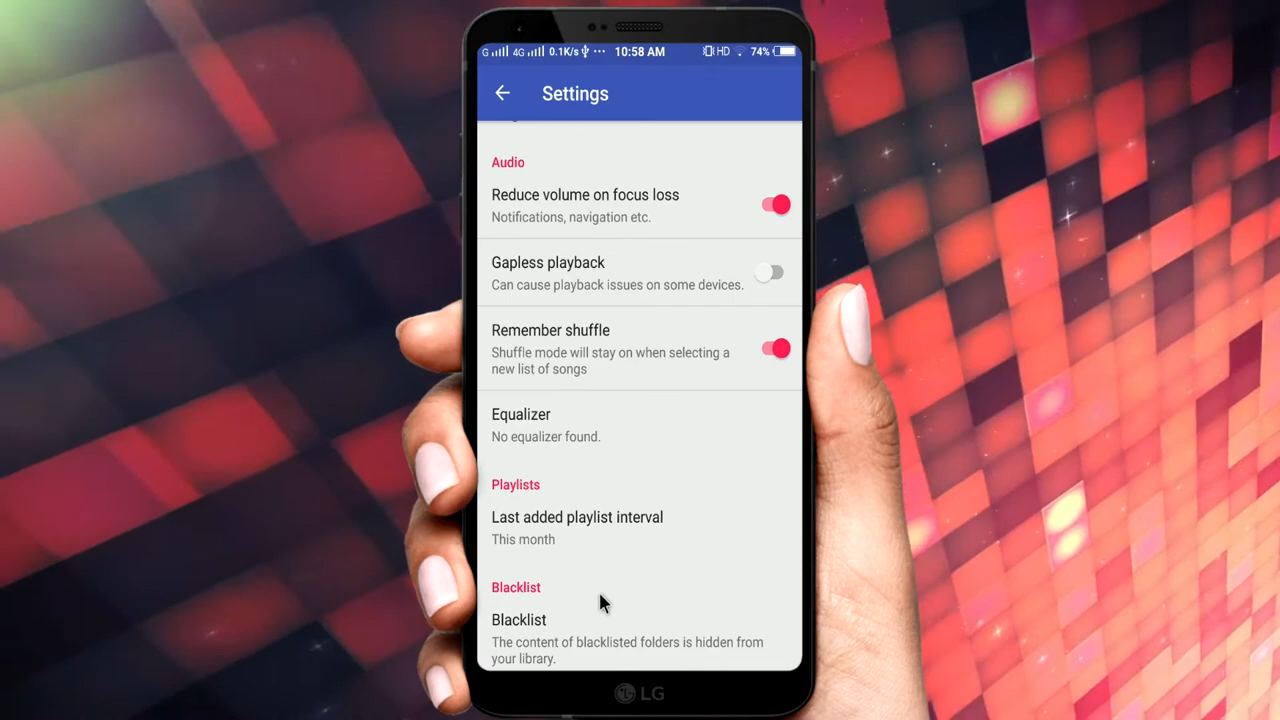 G 4G 0.1K/s ··· 10:58 AM HD 74%
Settings
Audio
Reduce volume on focus loss
Notifications, navigation etc.
Gapless playback
Can cause playback issues on some devices.
Remember shuffle
Shuffle mode will stay on when selecting a
new list of songs
Equalizer
No equalizer found.
Playlists
Last added playlist interval
This month
Blacklist
Blacklist
The content of blacklisted folders is hidden from
your library.
LG